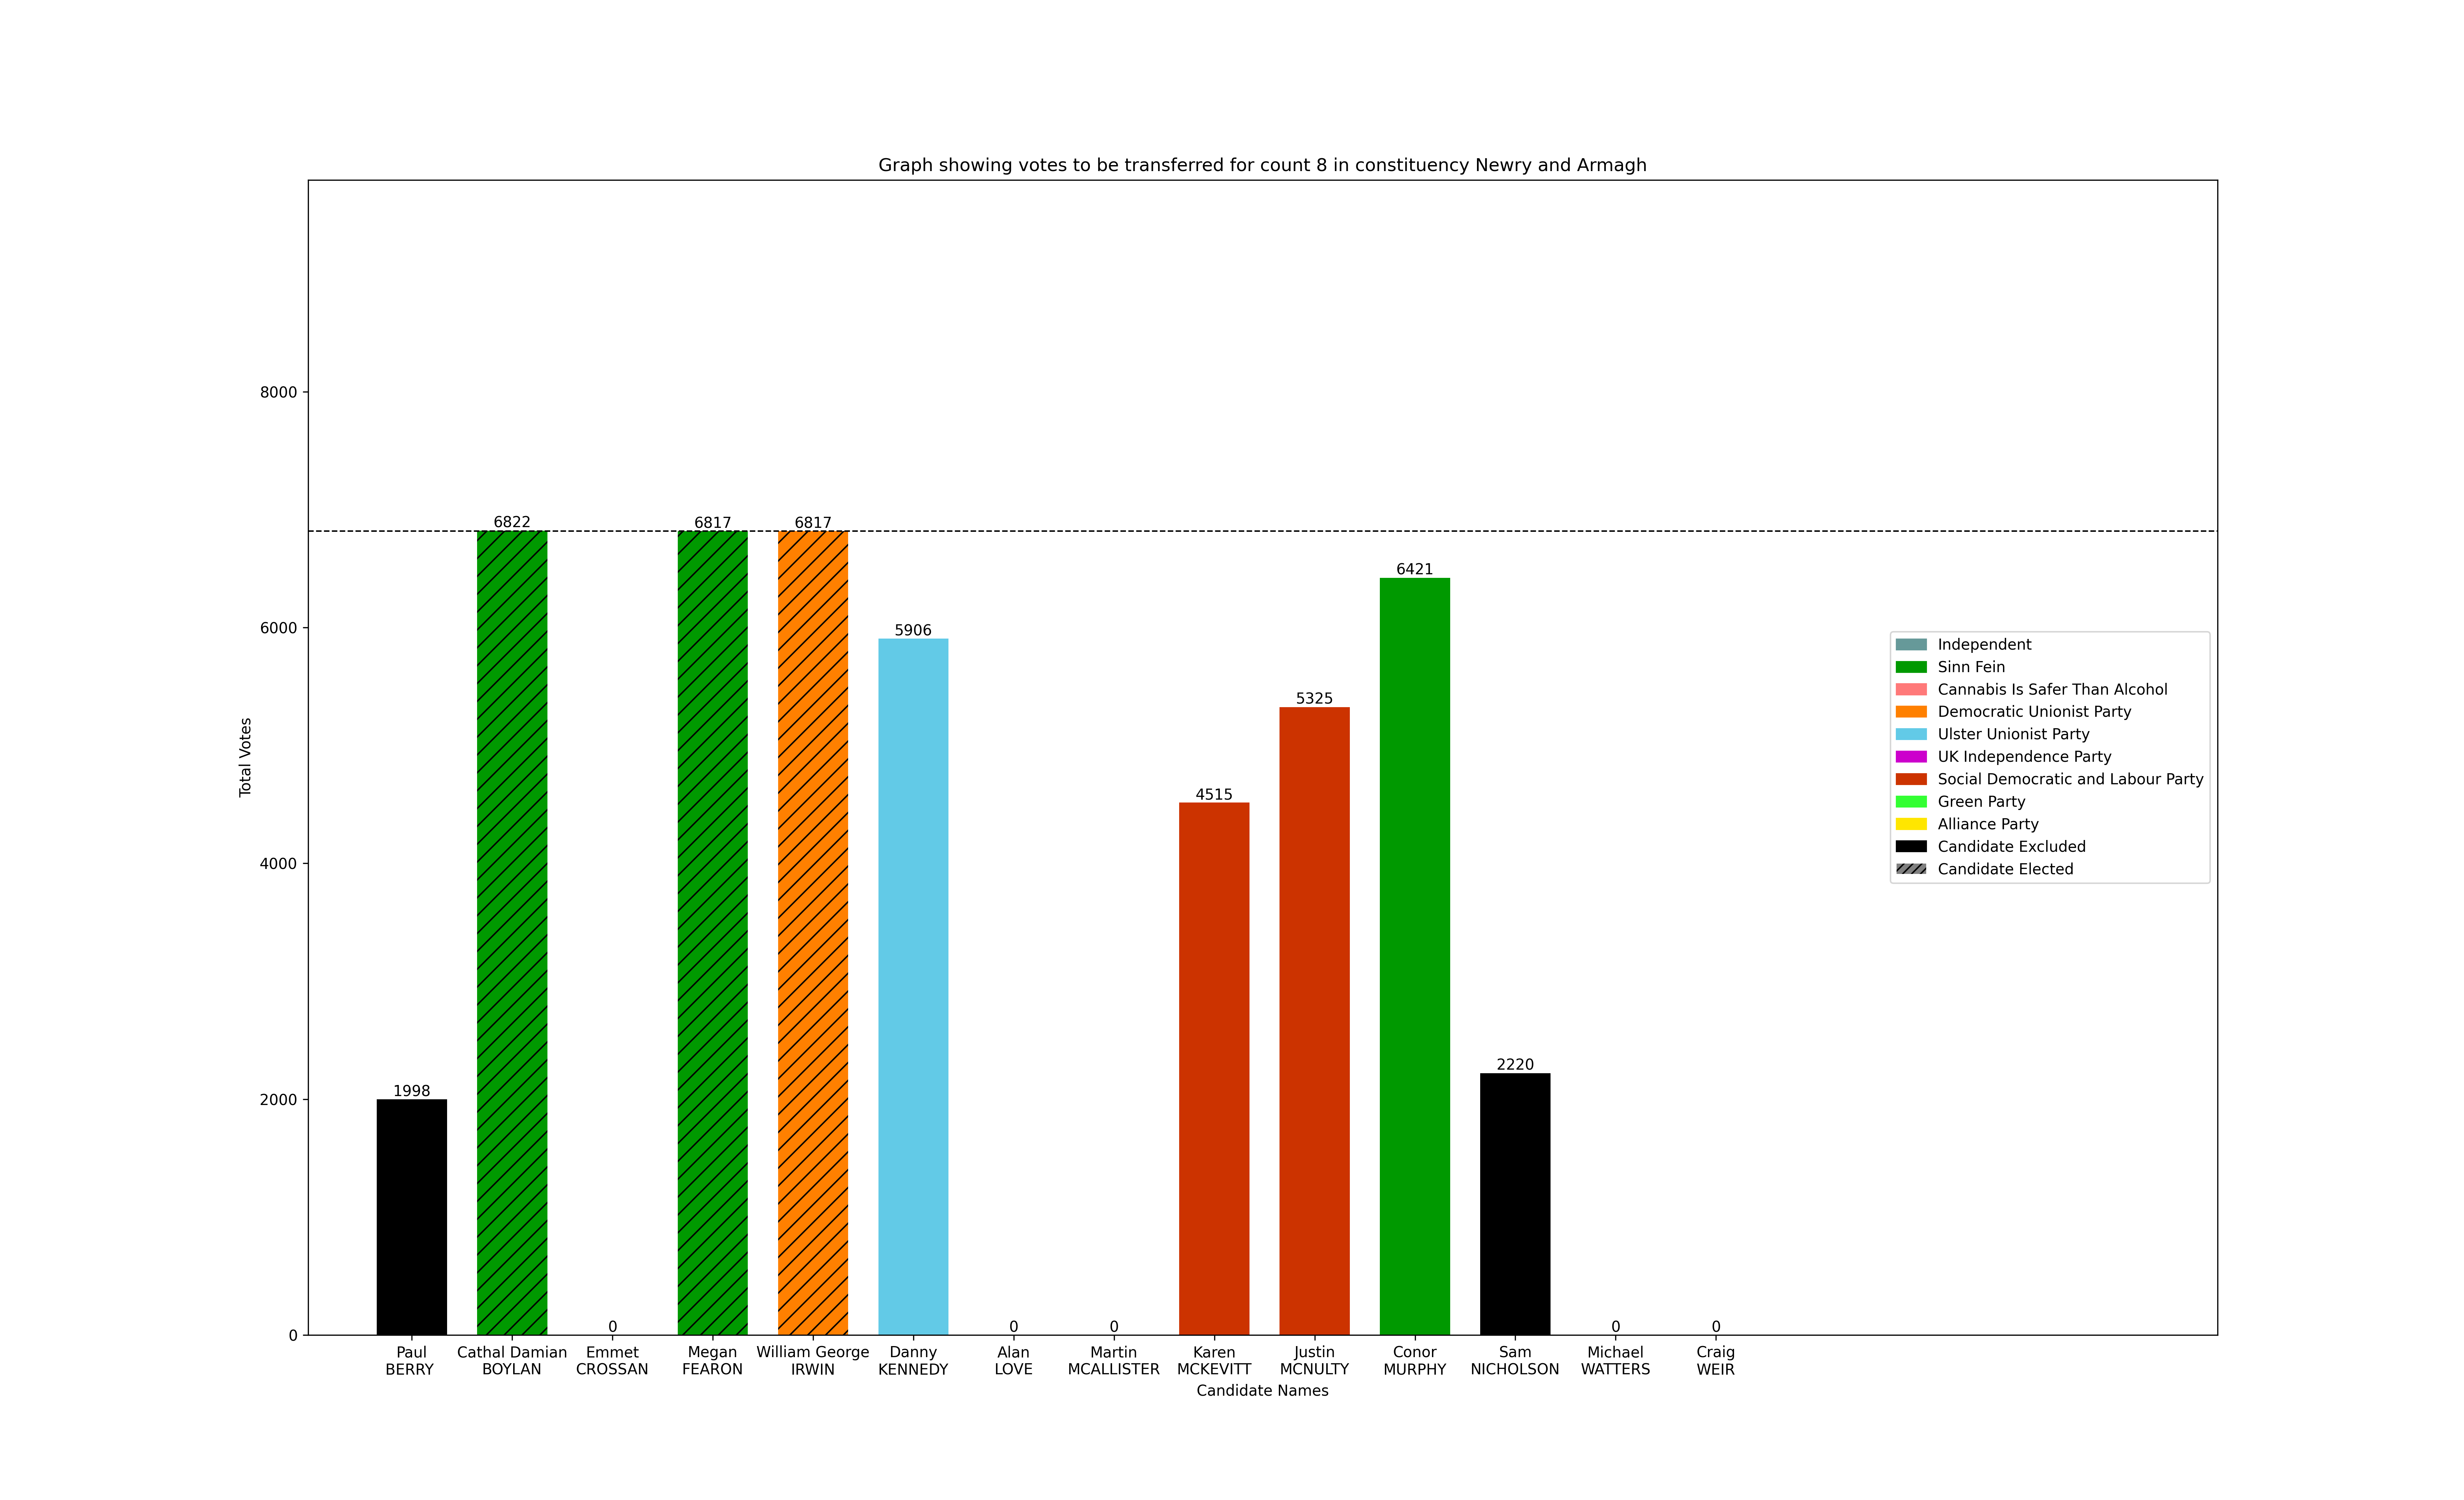 Graph showing votes to be transferred for count 8 in constituency Newry and Armagh
Total Votes
8000
6000
4000
2000
0
1998
6822
0
6817
6817
5906
0
0
4515
5325
6421
2220
0
0
Independent
Sinn Fein
Cannabis Is Safer Than Alcohol
Democratic Unionist Party
Ulster Unionist Party
UK Independence Party
Social Democratic and Labour Party
Green Party
Alliance Party
Candidate Excluded
Candidate Elected
Paul
BERRY
Cathal Damian
BOYLAN
Emmet
CROSSAN
Megan
FEARON
William George
IRWIN
Danny
KENNEDY
Alan
LOVE
Martin
MCALLISTER
Karen
MCKEVITT
Justin
MCNULTY
Conor
MURPHY
Sam
NICHOLSON
Michael
WATTERS
Craig
WEIR
Candidate Names